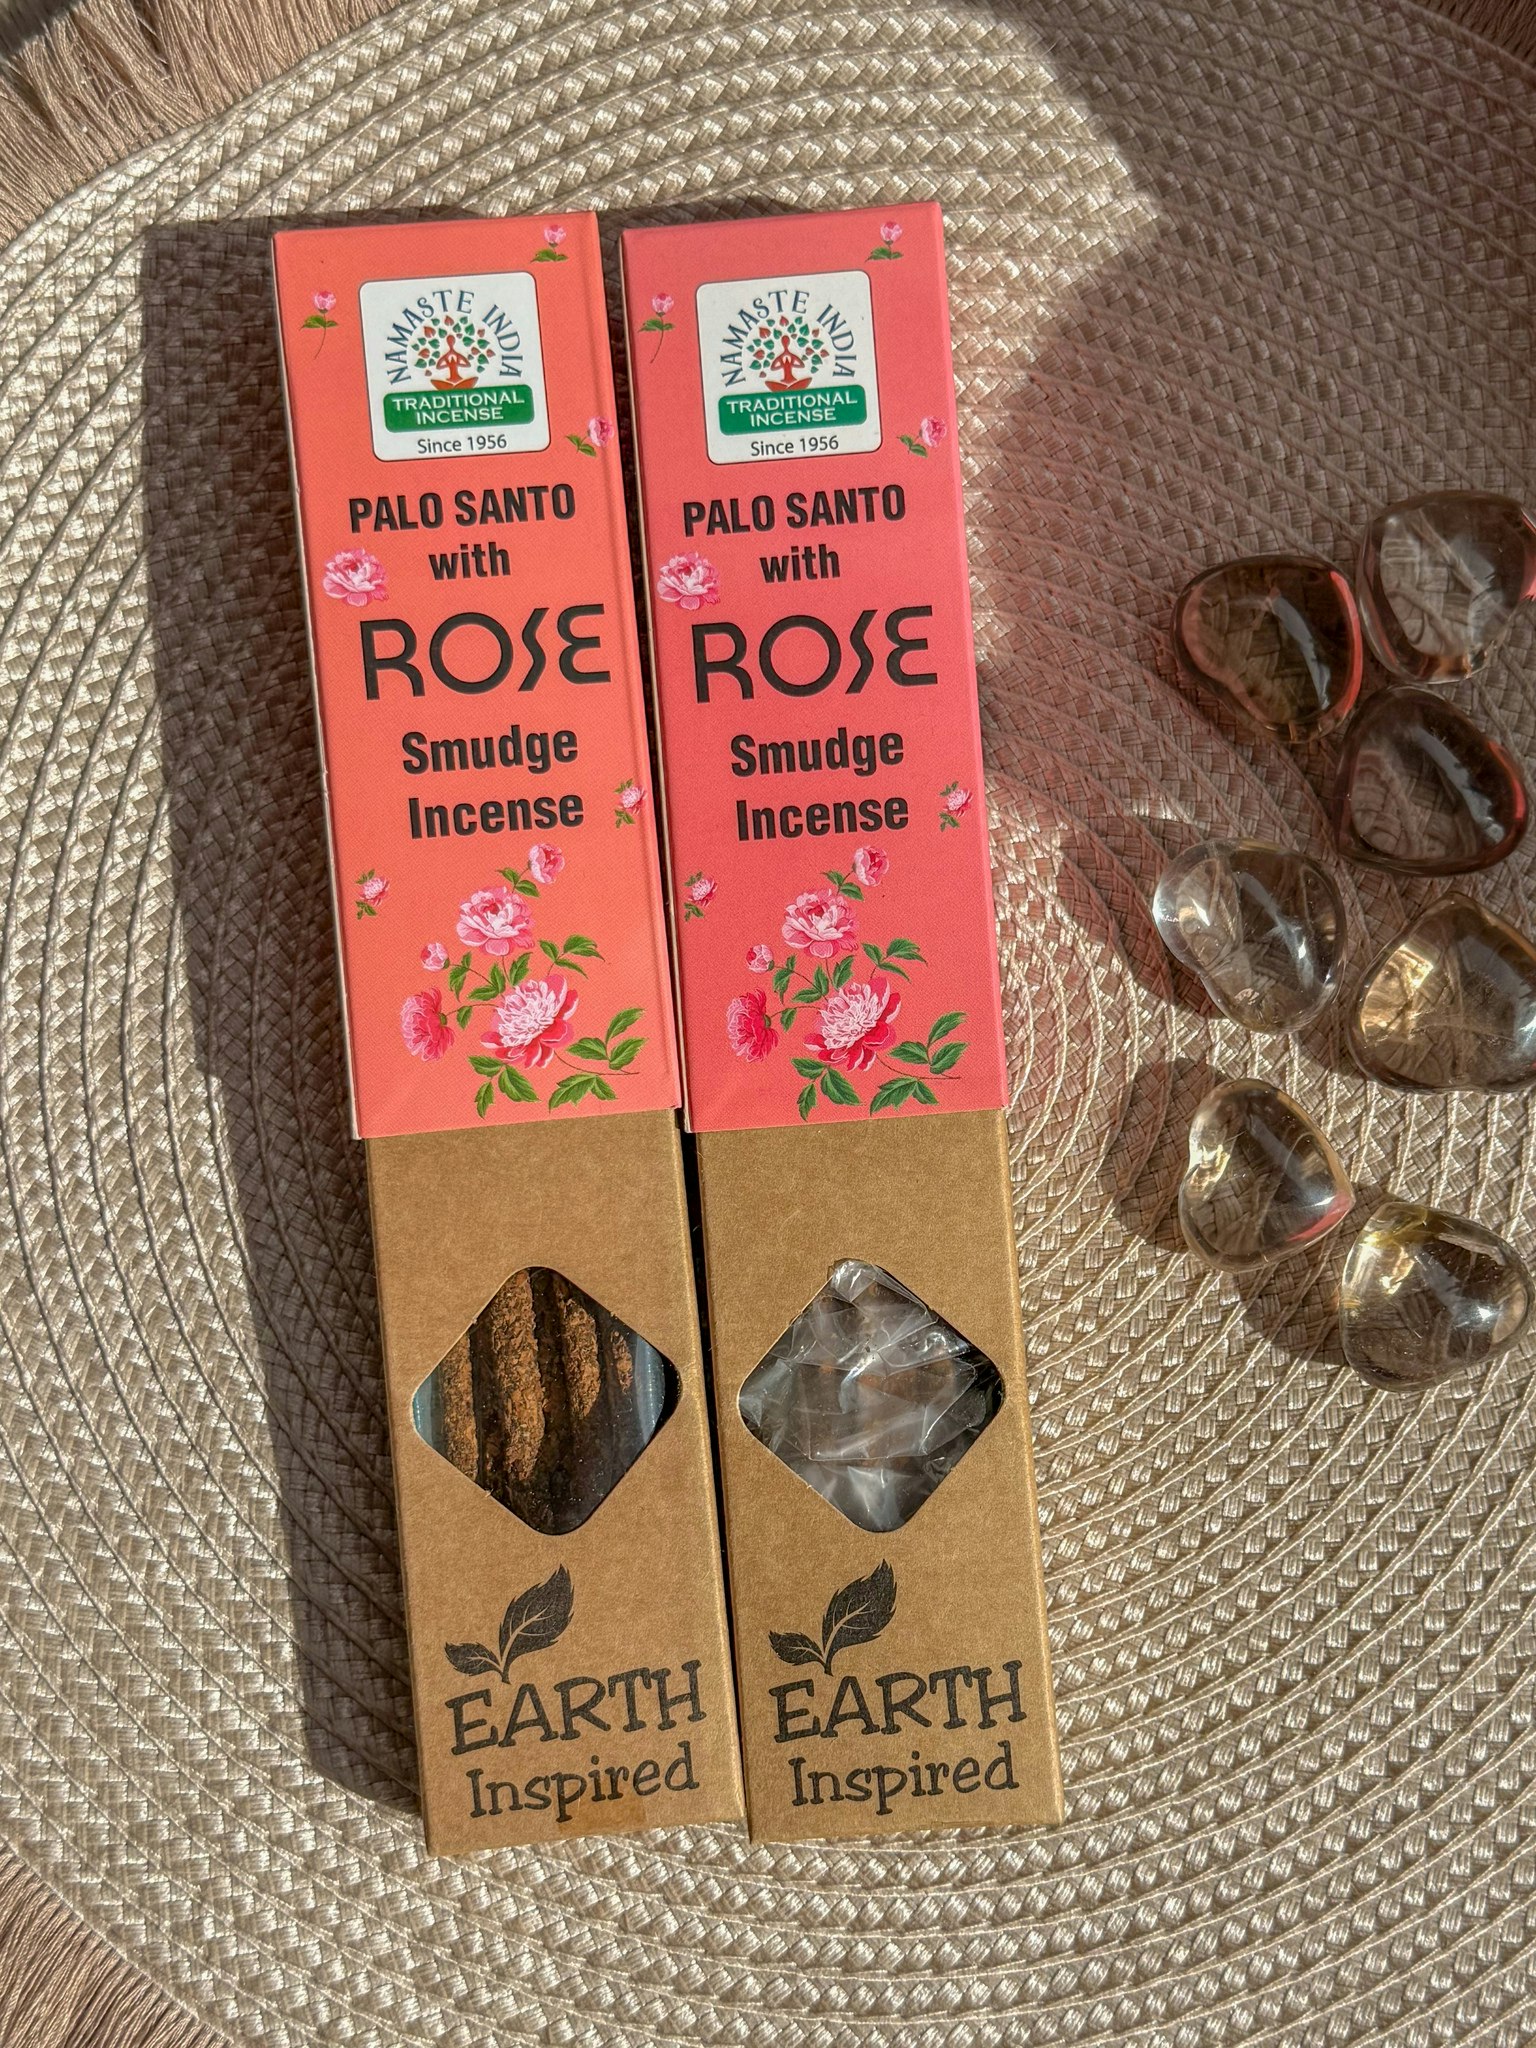 NAMASTE INDIA
TRADITIONAL
INCENSE
Since 1956
PALO SANTO
with
ROSE
Smudge
Incense
EARTH
Inspired
NAMASTE INDIA
TRADITIONAL
INCENSE
Since 1956
PALO SANTO
with
ROSE
Smudge
Incense
EARTH
Inspired